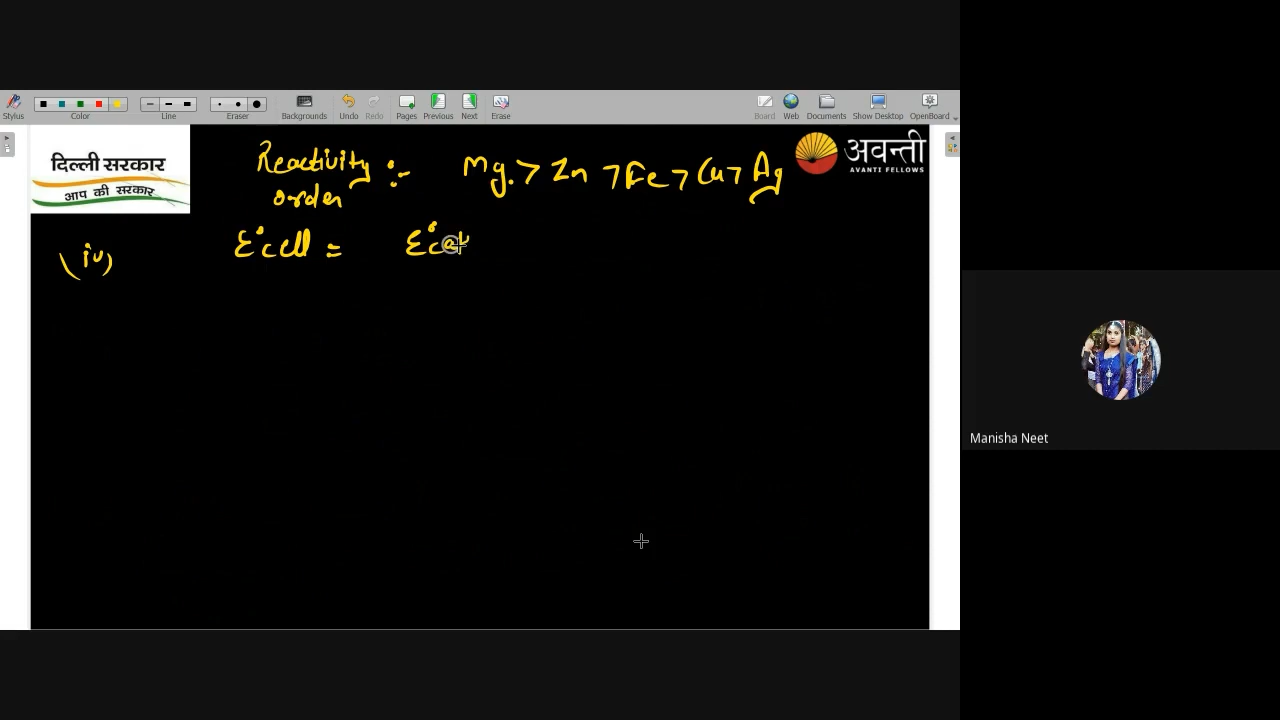 Stylus Color Line Eraser Backgrounds Undo Redo Pages Previous Next Erase Board Web Documents Show Desktop OpenBoard
दिल्ली सरकार
आप की सरकार
Reactivity order :- Mg. > Zn > Fe > Cu > Ag
अवन्ती
AVANTI FELLOWS
(iv) E°cell = E°cat
Manisha Neet